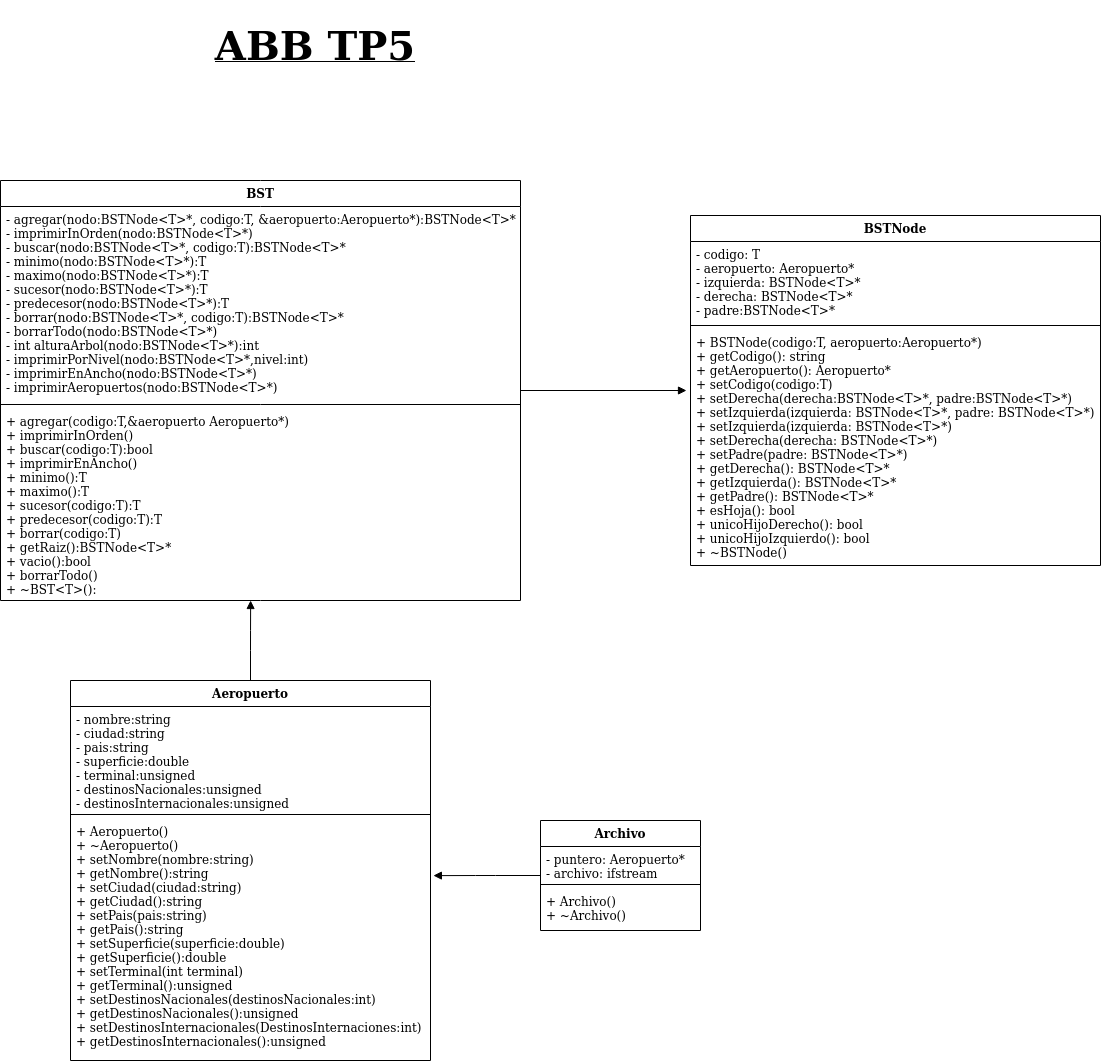 ABB TP5
BST
- agregar(nodo:BSTNode<T>*, codigo:T, &aeropuerto:Aeropuerto*):BSTNode<T>*
- imprimirInOrden(nodo:BSTNode<T>*)
- buscar(nodo:BSTNode<T>*, codigo:T):BSTNode<T>*
- minimo(nodo:BSTNode<T>*):T
- maximo(nodo:BSTNode<T>*):T
- sucesor(nodo:BSTNode<T>*):T
- predecesor(nodo:BSTNode<T>*):T
- borrar(nodo:BSTNode<T>*, codigo:T):BSTNode<T>*
- borrarTodo(nodo:BSTNode<T>*)
- int alturaArbol(nodo:BSTNode<T>*):int
- imprimirPorNivel(nodo:BSTNode<T>*,nivel:int)
- imprimirEnAncho(nodo:BSTNode<T>*)
- imprimirAeropuertos(nodo:BSTNode<T>*)
+ agregar(codigo:T,&aeropuerto Aeropuerto*)
+ imprimirInOrden()
+ buscar(codigo:T):bool
+ imprimirEnAncho()
+ minimo():T
+ maximo():T
+ sucesor(codigo:T):T
+ predecesor(codigo:T):T
+ borrar(codigo:T)
+ getRaiz():BSTNode<T>*
+ vacio():bool
+ borrarTodo()
+ ~BST<T>():
BSTNode
- codigo: T
- aeropuerto: Aeropuerto*
- izquierda: BSTNode<T>*
- derecha: BSTNode<T>*
- padre:BSTNode<T>*
+ BSTNode(codigo:T, aeropuerto:Aeropuerto*)
+ getCodigo(): string
+ getAeropuerto(): Aeropuerto*
+ setCodigo(codigo:T)
+ setDerecha(derecha:BSTNode<T>*, padre:BSTNode<T>*)
+ setIzquierda(izquierda: BSTNode<T>*, padre: BSTNode<T>*)
+ setIzquierda(izquierda: BSTNode<T>*)
+ setDerecha(derecha: BSTNode<T>*)
+ setPadre(padre: BSTNode<T>*)
+ getDerecha(): BSTNode<T>*
+ getIzquierda(): BSTNode<T>*
+ getPadre(): BSTNode<T>*
+ esHoja(): bool
+ unicoHijoDerecho(): bool
+ unicoHijoIzquierdo(): bool
+ ~BSTNode()
Aeropuerto
- nombre:string
- ciudad:string
- pais:string
- superficie:double
- terminal:unsigned
- destinosNacionales:unsigned
- destinosInternacionales:unsigned
+ Aeropuerto()
+ ~Aeropuerto()
+ setNombre(nombre:string)
+ getNombre():string
+ setCiudad(ciudad:string)
+ getCiudad():string
+ setPais(pais:string)
+ getPais():string
+ setSuperficie(superficie:double)
+ getSuperficie():double
+ setTerminal(int terminal)
+ getTerminal():unsigned
+ setDestinosNacionales(destinosNacionales:int)
+ getDestinosNacionales():unsigned
+ setDestinosInternacionales(DestinosInternaciones:int)
+ getDestinosInternacionales():unsigned
Archivo
- puntero: Aeropuerto*
- archivo: ifstream
+ Archivo()
+ ~Archivo()